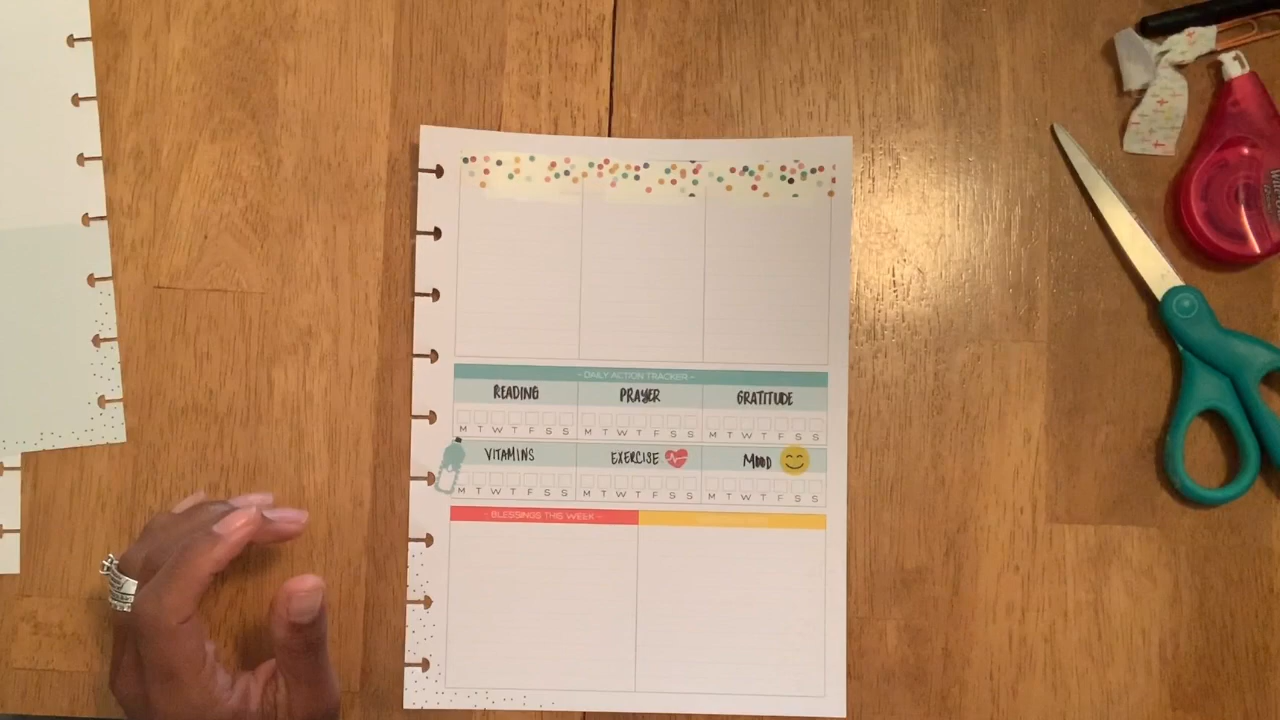 - DAILY ACTION TRACKER -
READING PRAYER GRATITUDE
M T W T F S S M T W T F S S M T W T F S S
VITAMINS EXERCISE MOOD
M T W T F S S M T W T F S S M T W T F S S
- BLESSINGS THIS WEEK -